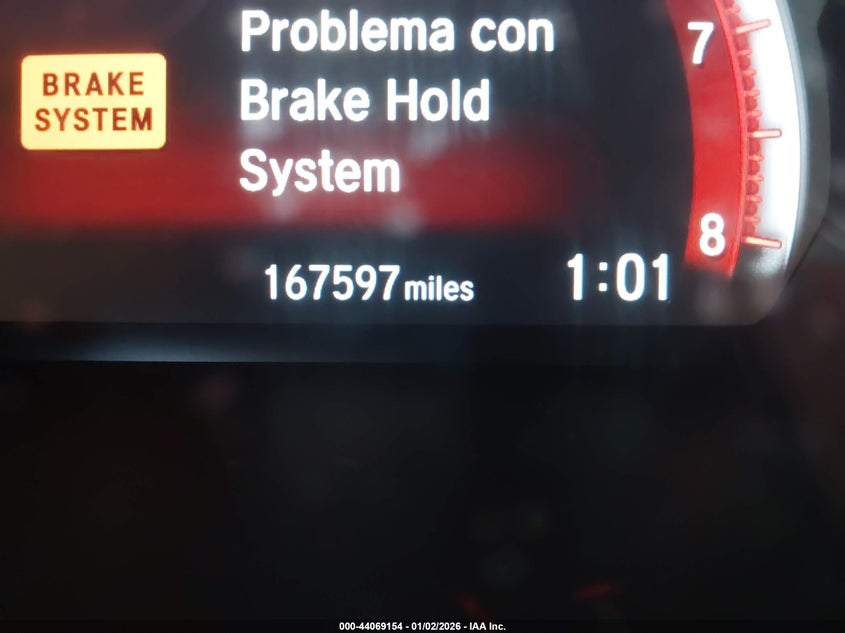 Problema con
Brake Hold
System
BRAKE
SYSTEM
7
8
167597 miles
1:01
000-44069154 - 01/02/2026 - IAA Inc.